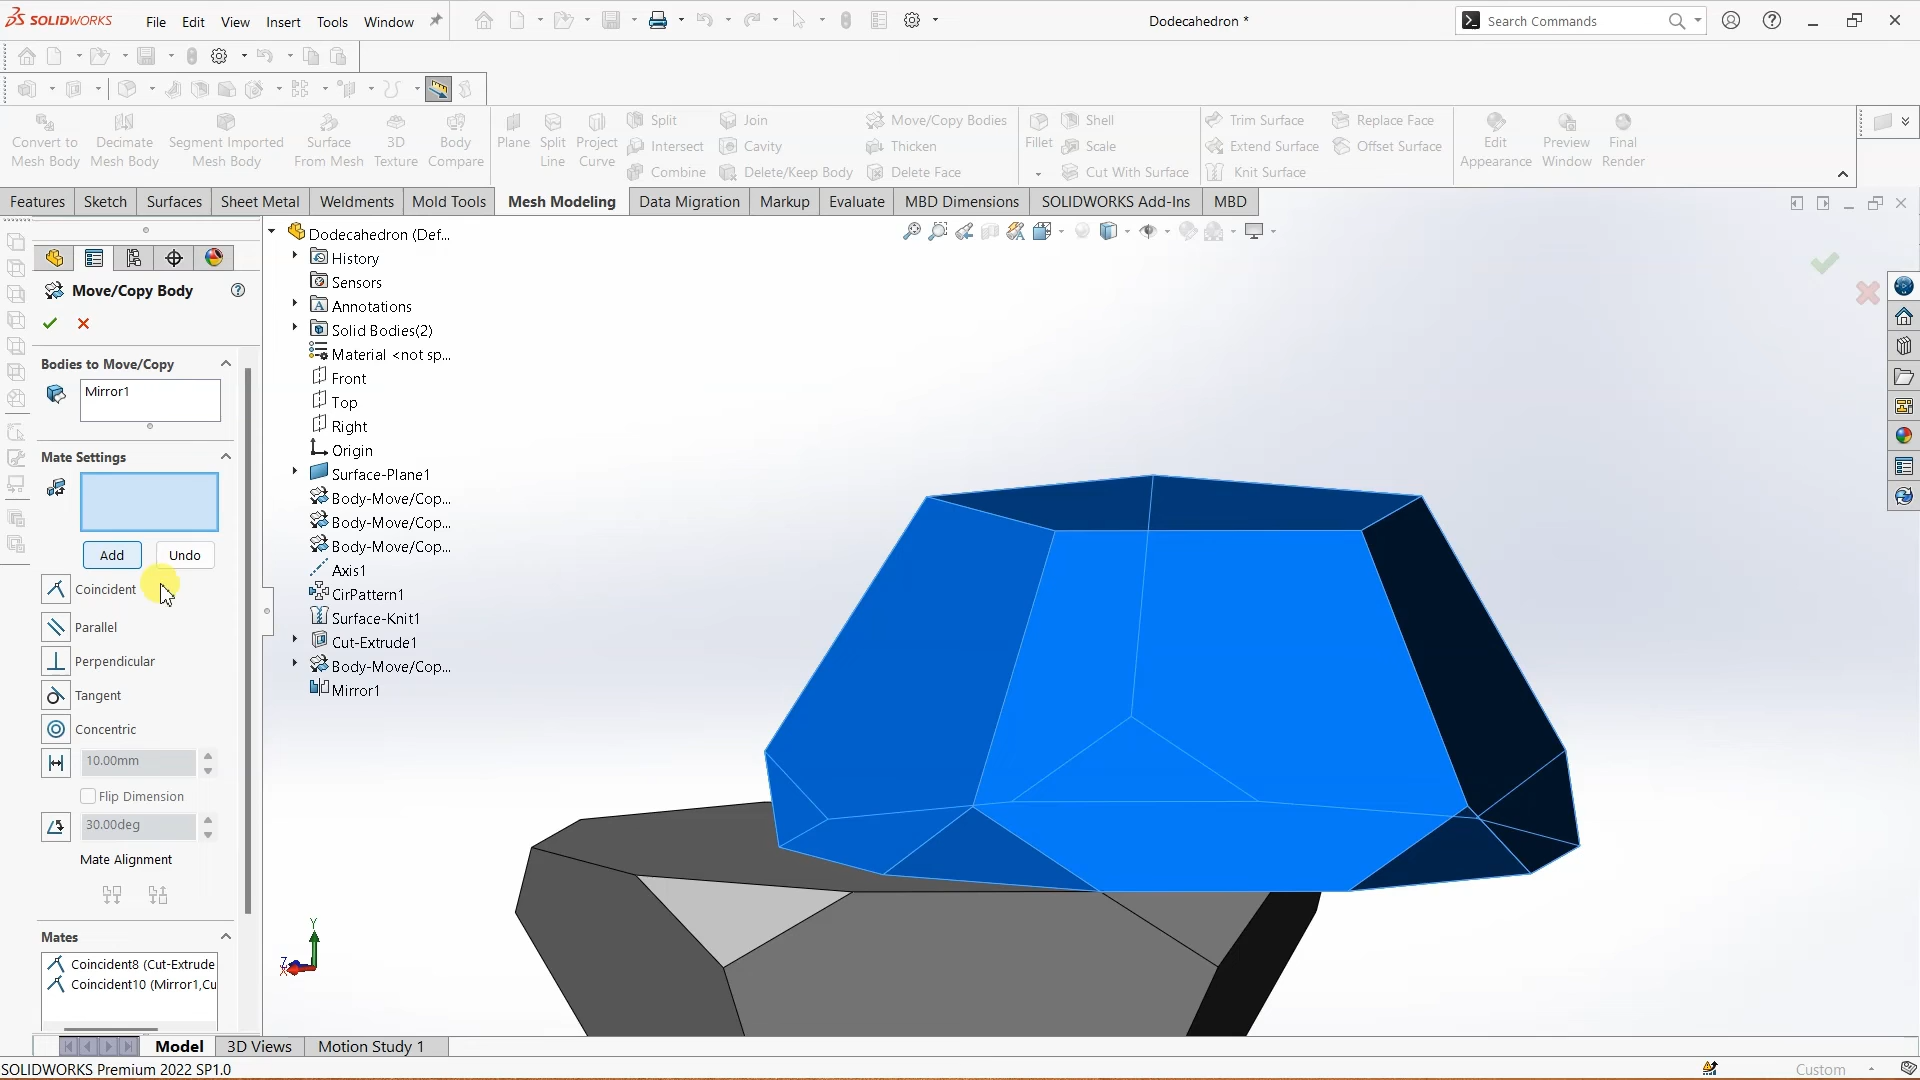 SOLIDWORKS File Edit View Insert Tools Window Dodecahedron * Search Commands
Convert to Mesh Body
Decimate Mesh Body
Segment Imported Mesh Body
Surface From Mesh
3D Texture
Body Compare
Plane
Split Line
Project Curve
Split
Intersect
Combine
Join
Cavity
Delete/Keep Body
Move/Copy Bodies
Thicken
Delete Face
Fillet
Shell
Scale
Cut With Surface
Trim Surface
Extend Surface
Knit Surface
Replace Face
Offset Surface
Edit Appearance
Preview Window
Final Render
Features Sketch Surfaces Sheet Metal Weldments Mold Tools Mesh Modeling Data Migration Markup Evaluate MBD Dimensions SOLIDWORKS Add-Ins MBD
Move/Copy Body
Bodies to Move/Copy
Mirror1
Mate Settings
Add Undo
Coincident
Parallel
Perpendicular
Tangent
Concentric
10.00mm
Flip Dimension
30.00deg
Mate Alignment
Mates
Coincident8 (Cut-Extrude
Coincident10 (Mirror1,Cu
Dodecahedron (Def...
History
Sensors
Annotations
Solid Bodies(2)
Material <not sp...
Front
Top
Right
Origin
Surface-Plane1
Body-Move/Cop...
Body-Move/Cop...
Body-Move/Cop...
Axis1
CirPattern1
Surface-Knit1
Cut-Extrude1
Body-Move/Cop...
Mirror1
Y
Z
X
Model 3D Views Motion Study 1
SOLIDWORKS Premium 2022 SP1.0
Custom